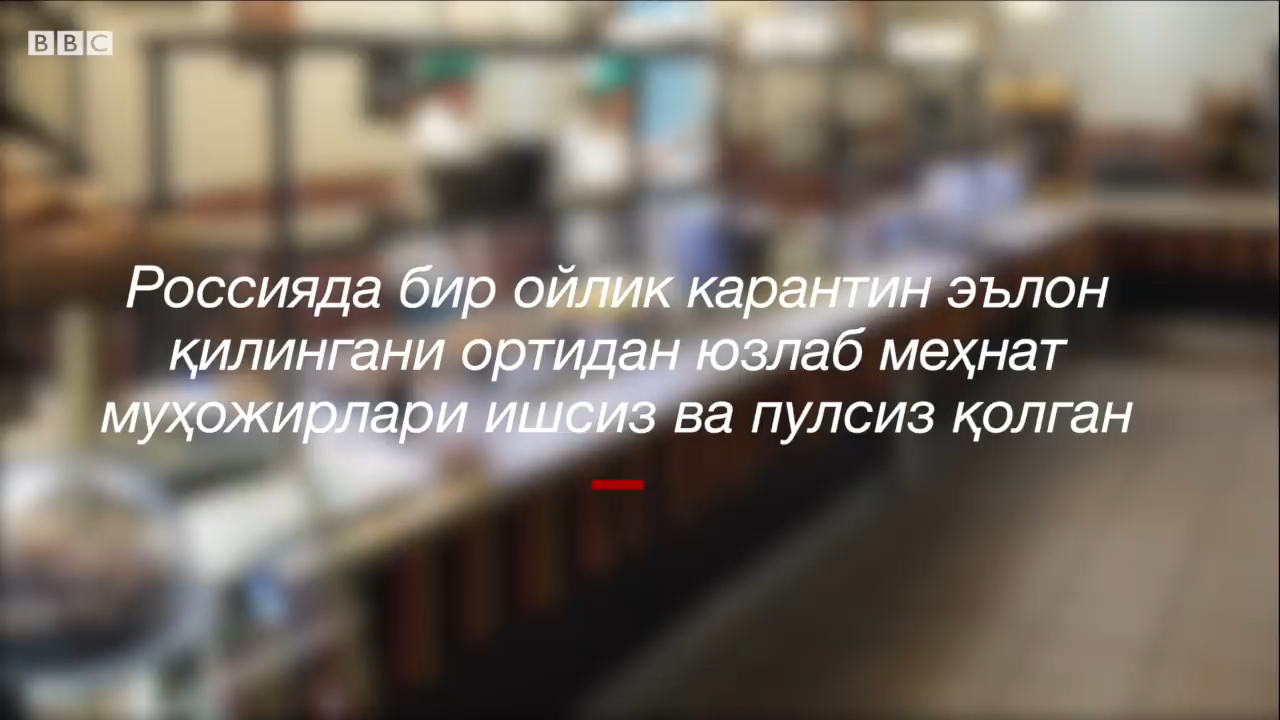 BBC
Россияда бир ойлик карантин эълон
қилингани ортидан юзлаб меҳнат
муҳожирлари ишсиз ва пулсиз қолган